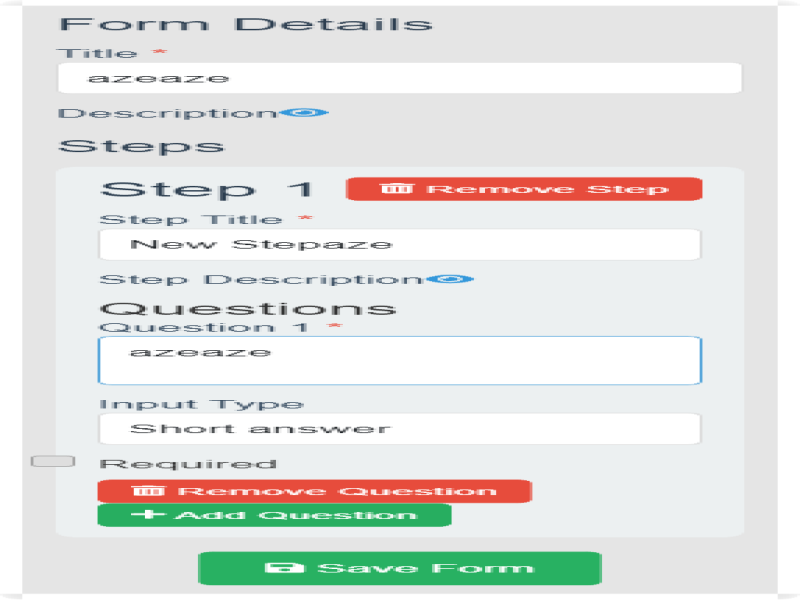 Form Details
Title *
azeaze
Description
Steps
Step 1
Remove Step
Step Title *
New Stepaze
Step Description
Questions
Question 1 *
azeaze
Input Type
Short answer
Required
Remove Question
Add Question
Save Form